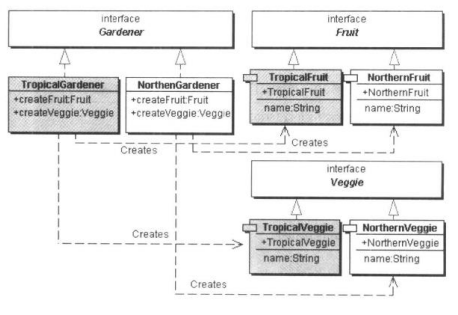 interface
Gardener
interface
Fruit
TropicalGardener
+createFruit:Fruit
+createVeggie:Veggie
NorthenGardener
+createFruit:Fruit
+createVeggie:Veggie
TropicalFruit
+TropicalFruit
name:String
NorthernFruit
+NorthernFruit
name:String
Creates
interface
Veggie
Creates
TropicalVeggie
+TropicalVeggie
name:String
NorthernVeggie
+NorthernVeggie
name:String
Creates